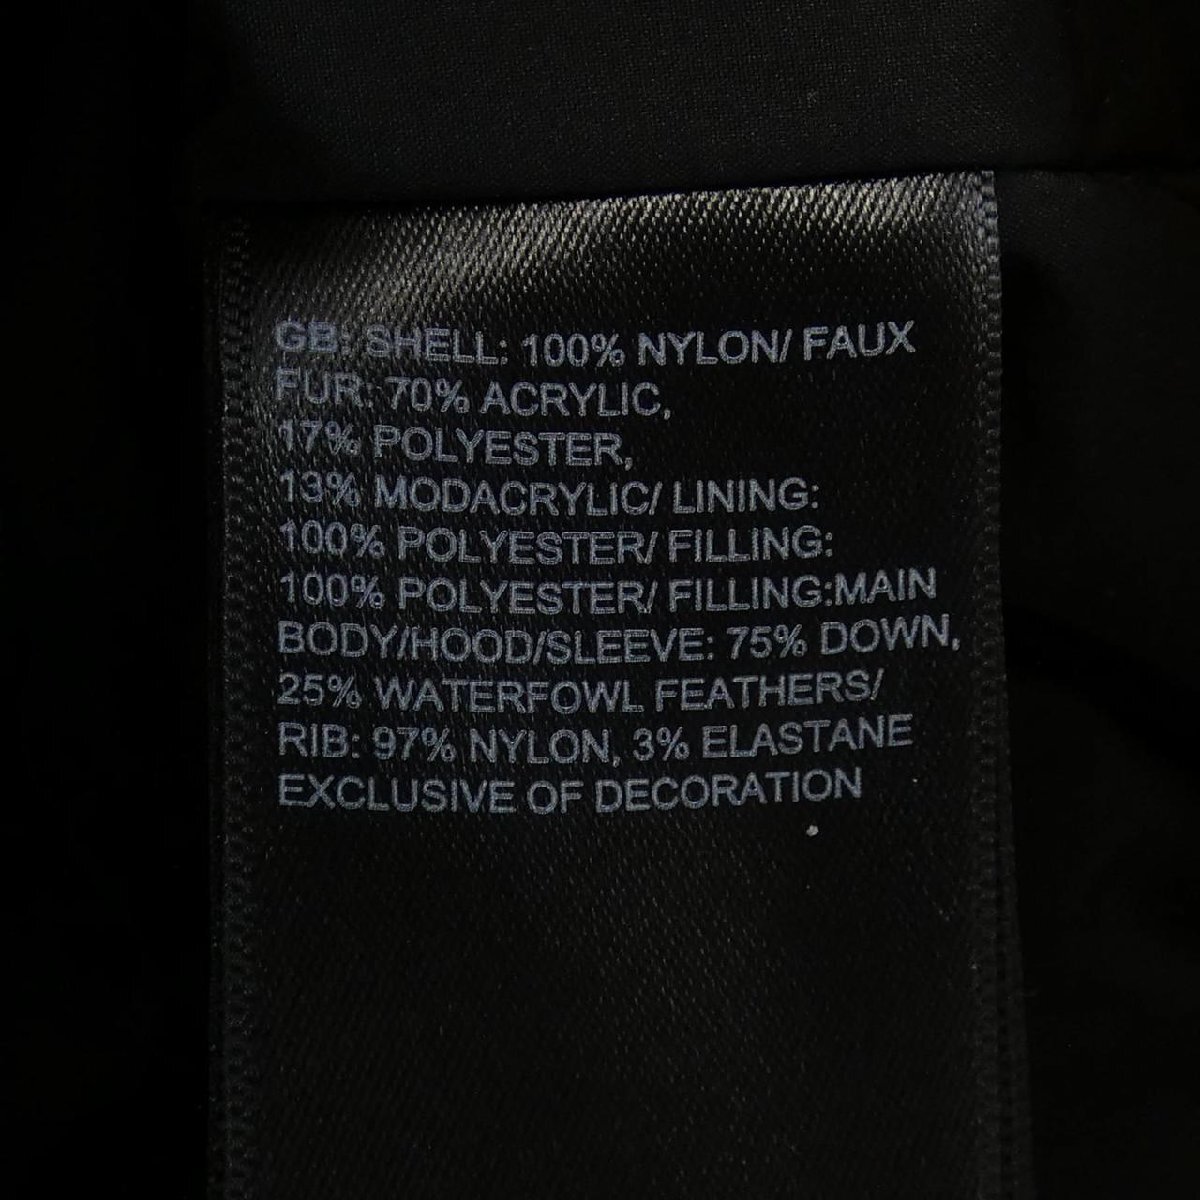 GB: SHELL: 100% NYLON/ FAUX
FUR: 70% ACRYLIC,
17% POLYESTER,
13% MODACRYLIC/ LINING:
100% POLYESTER/ FILLING:
100% POLYESTER/ FILLING:MAIN
BODY/HOOD/SLEEVE: 75% DOWN,
25% WATERFOWL FEATHERS/
RIB: 97% NYLON, 3% ELASTANE
EXCLUSIVE OF DECORATION